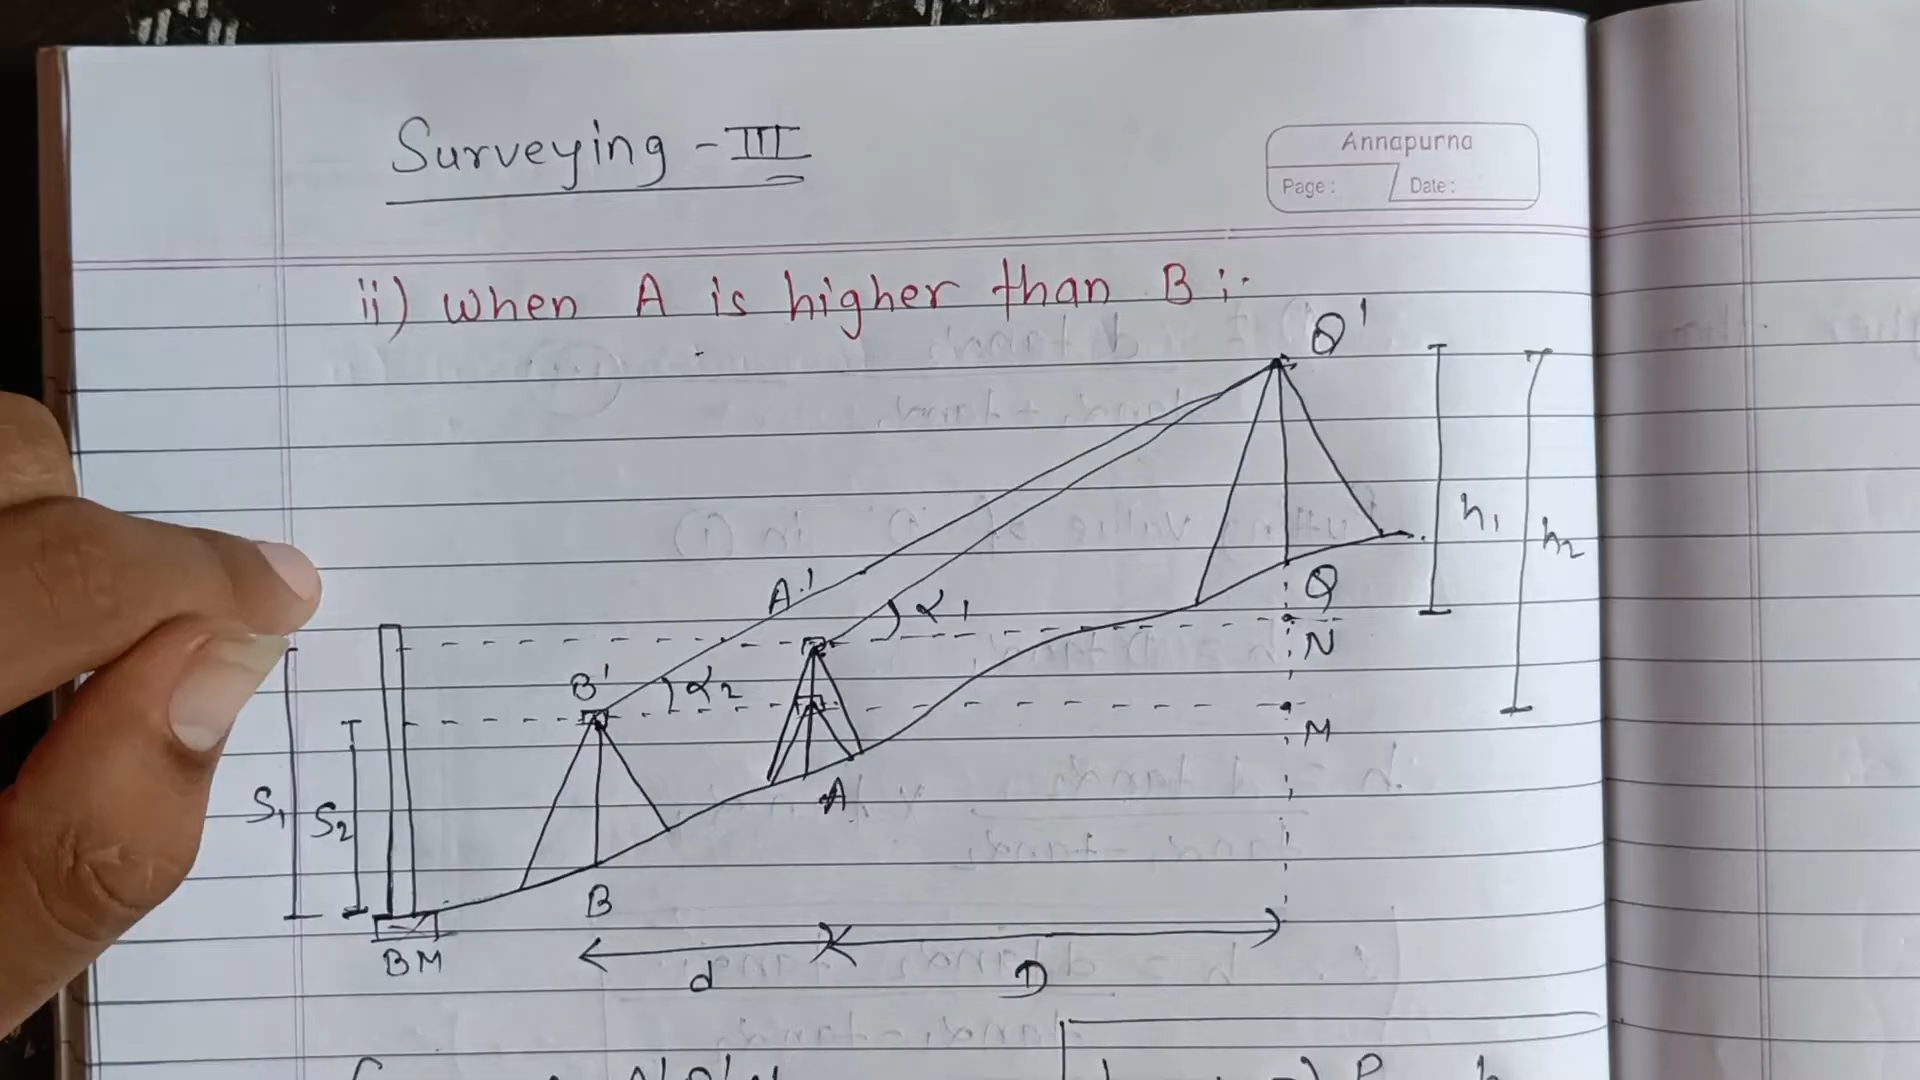 Surveying - III
Annapurna
Page: Date:
ii) When A is higher than B :-
Q'
h₁
h₂
A'
α₁
Q
N
B'
α₂
M
S₁
S₂
A
B
BM
d
D